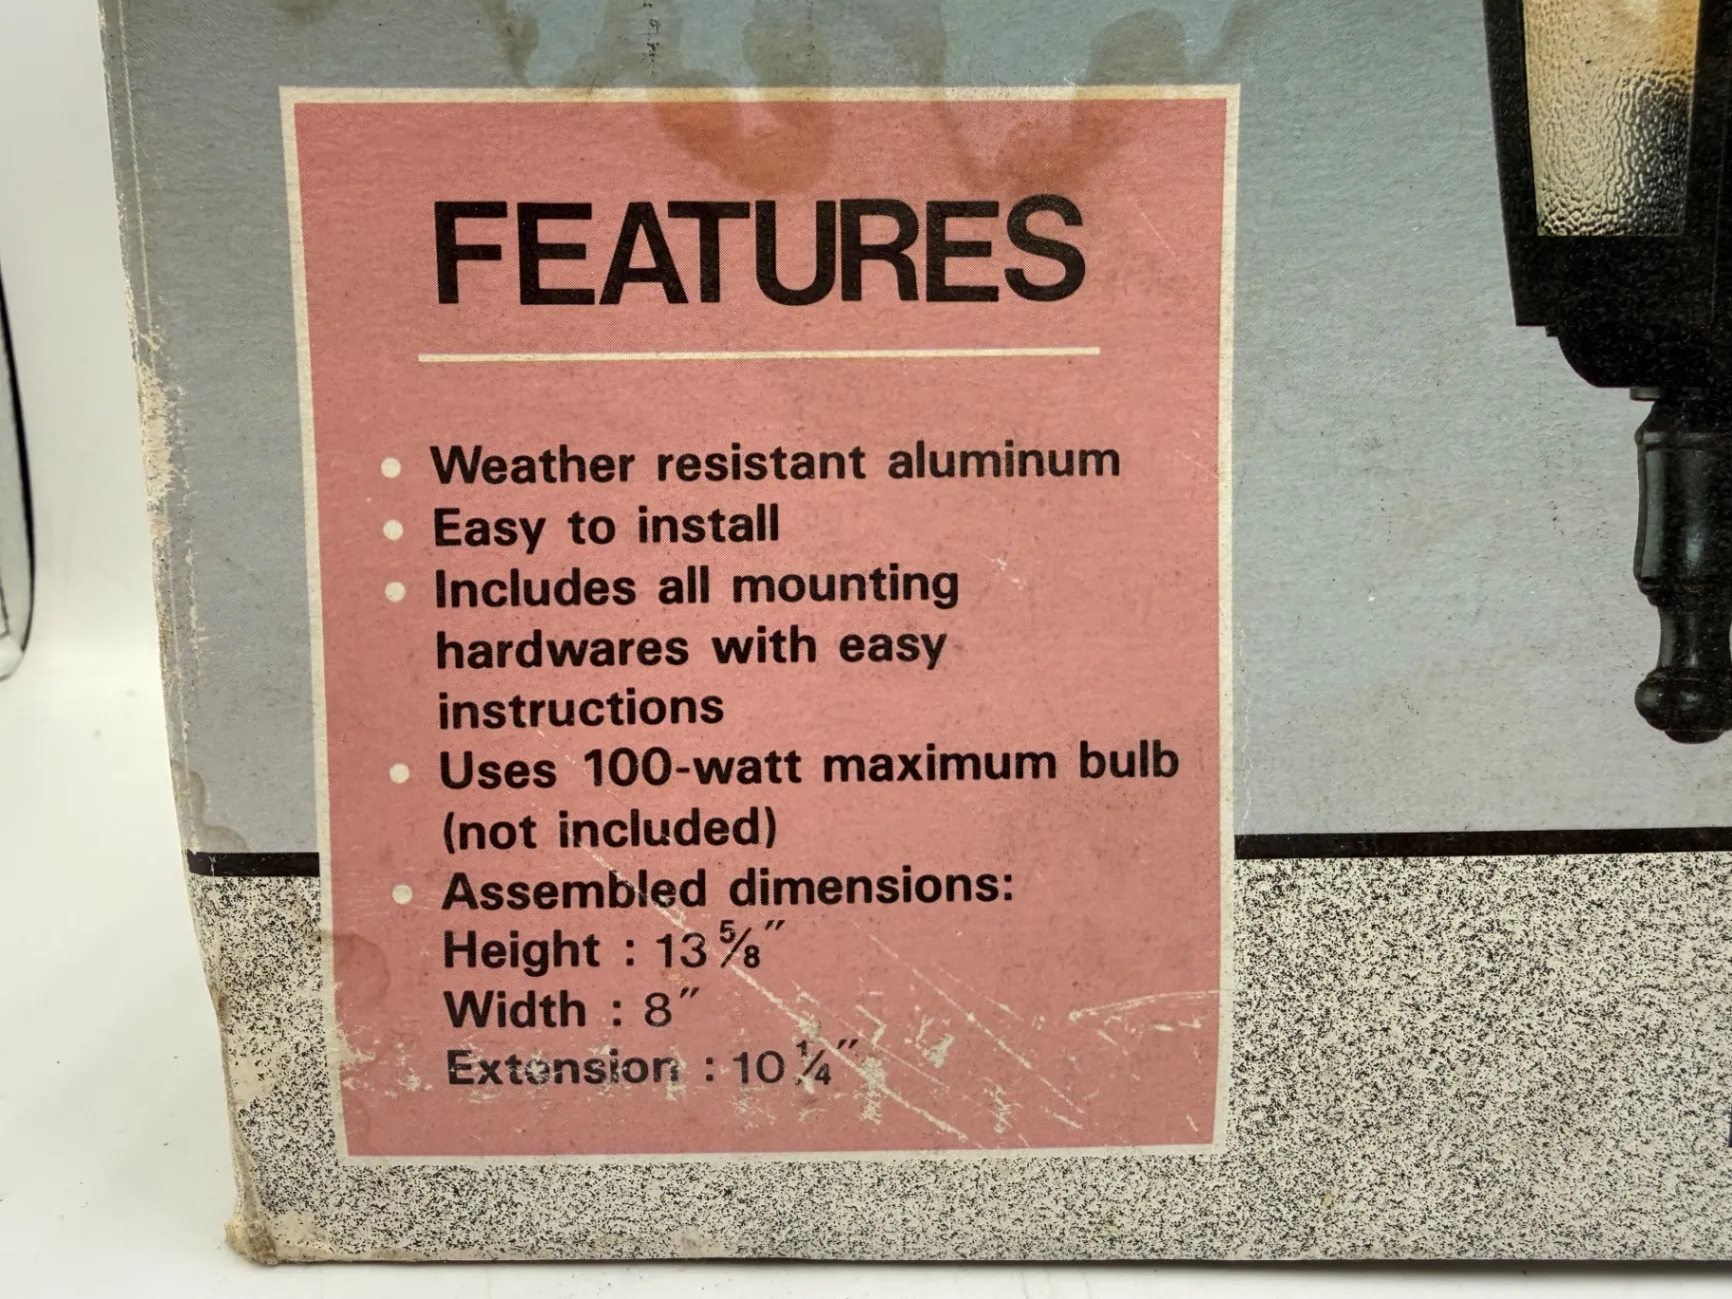 FEATURES
• Weather resistant aluminum
• Easy to install
• Includes all mounting
hardwares with easy
instructions
• Uses 100-watt maximum bulb
(not included)
• Assembled dimensions:
Height : 13 5/8"
Width : 8"
Extension : 10 1/4"